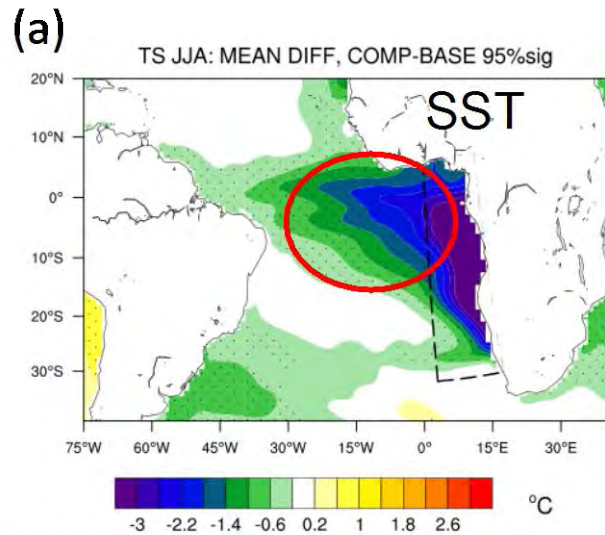 (a)
TS JJA: MEAN DIFF, COMP-BASE 95%sig
SST
20°N
10°N
0°
10°S
20°S
30°S
75°W 60°W 45°W 30°W 15°W 0° 15°E 30°E
-3 -2.2 -1.4 -0.6 0.2 1 1.8 2.6
°C